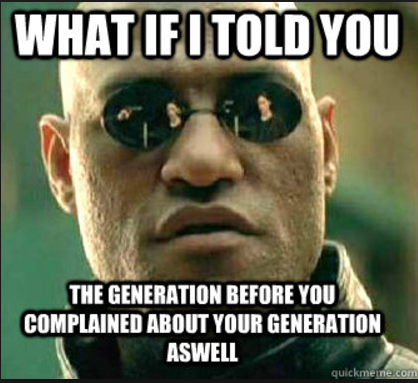 WHAT IF I TOLD YOU
THE GENERATION BEFORE YOU
COMPLAINED ABOUT YOUR GENERATION
ASWELL
quickmeme.com